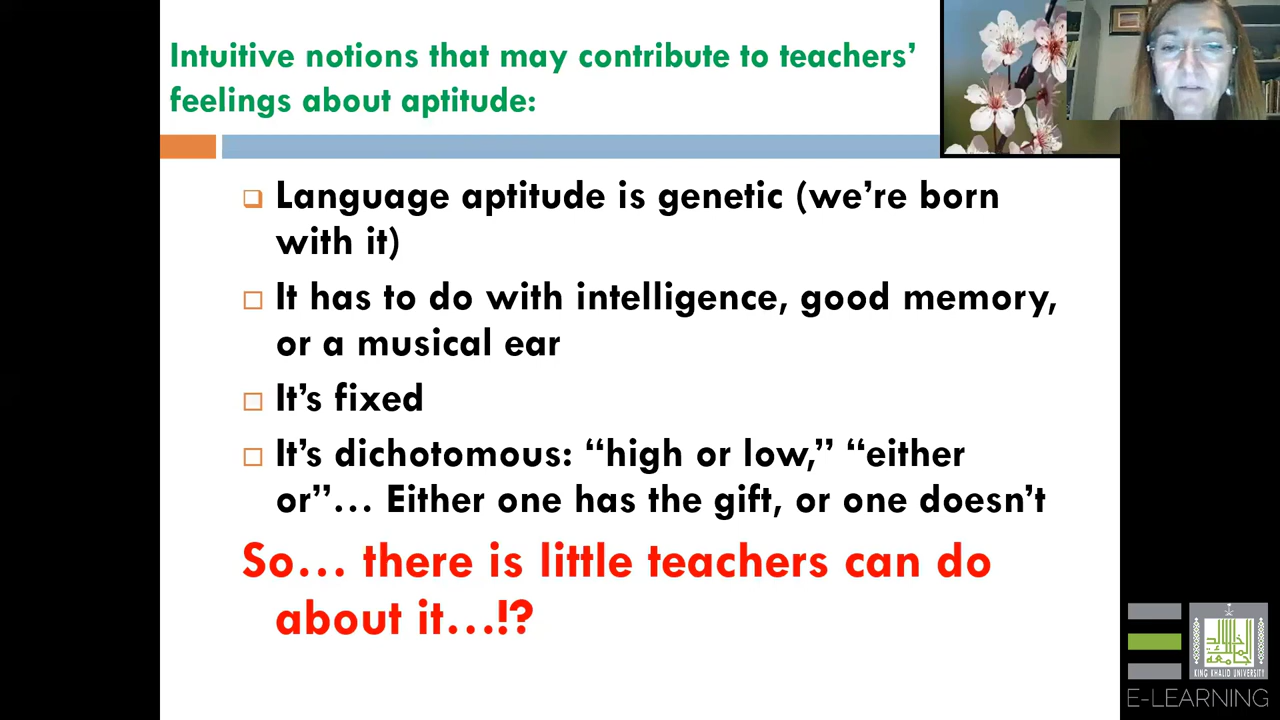 Intuitive notions that may contribute to teachers’
feelings about aptitude:
Language aptitude is genetic (we’re born
with it)
It has to do with intelligence, good memory,
or a musical ear
It’s fixed
It’s dichotomous: “high or low,” “either
or”… Either one has the gift, or one doesn’t
So… there is little teachers can do
about it…!?
KING KHALID UNIVERSITY
E-LEARNING